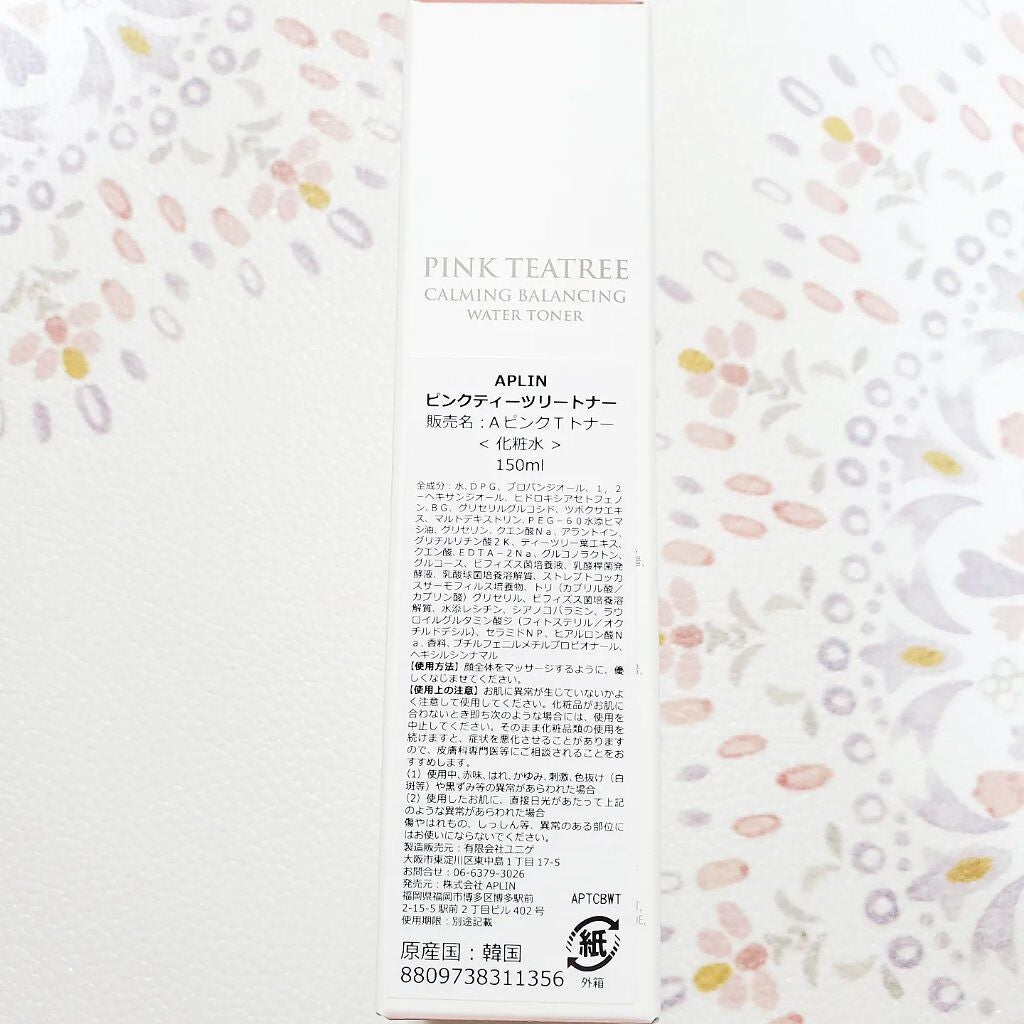 PINK TEATREE
CALMING BALANCING
WATER TONER
APLIN
ピンクティーツリートナー
販売名：AピンクTトナー
< 化粧水 >
150ml
全成分：水､DPG、プロパンジオール、1，2
-ヘキサンジオール、ヒドロキシアセトフェノ
ン､BG、グリセリルグルコシド、ツボクサエキ
ス、マルトデキストリン､PEG-60水添ヒマ
シ油、グリセリン、クエン酸Na、アラントイン、
グリチルリチン酸2K、ティーツリー葉エキス、
クエン酸､EDTA-2Na、グルコノラクトン、
グルコース、ビフィズス菌培養液、乳酸桿菌発
酵液、乳酸球菌培養溶解質、ストレプトコッカ
スサーモフィルス培養物、トリ（カプリル酸／
カプリン酸）グリセリル、ビフィズス菌培養溶
解質、水添レシチン、シアノコバラミン、ラウ
ロイルグルタミン酸ジ（フィトステリル／オク
チルドデシル）、セラミドNP、ヒアルロン酸N
a､香料､ブチルフェニルメチルプロピオナール､
ヘキシルシンナマル
【使用方法】顔全体をマッサージするように、優
しくなじませてください。
【使用上の注意】お肌に異常が生じていないかよ
く注意して使用してください。化粧品がお肌に
合わないとき即ち次のような場合には、使用を
中止してください。そのまま化粧品類の使用を
続けますと、症状を悪化させることがあります
ので、皮膚科専門医等にご相談されることをお
すすめします。
（1）使用中､赤味､はれ､かゆみ､刺激､色抜け（白
斑等）や黒ずみ等の異常があらわれた場合
（2）使用したお肌に、直接日光があたって上記
のような異常があらわれた場合
傷やはれもの、しっしん等、異常のある部位に
はお使いにならないでください。
製造販売元：有限会社ユニゲ
大阪市東淀川区東中島1丁目17-5
お問合せ：06-6379-3026
発売元：株式会社APLIN
福岡県福岡市博多区博多駅前
2-15-5駅前2丁目ビル402号
使用期限：別途記載
APTCBWT
原産国：韓国
8809738311356
紙
外箱